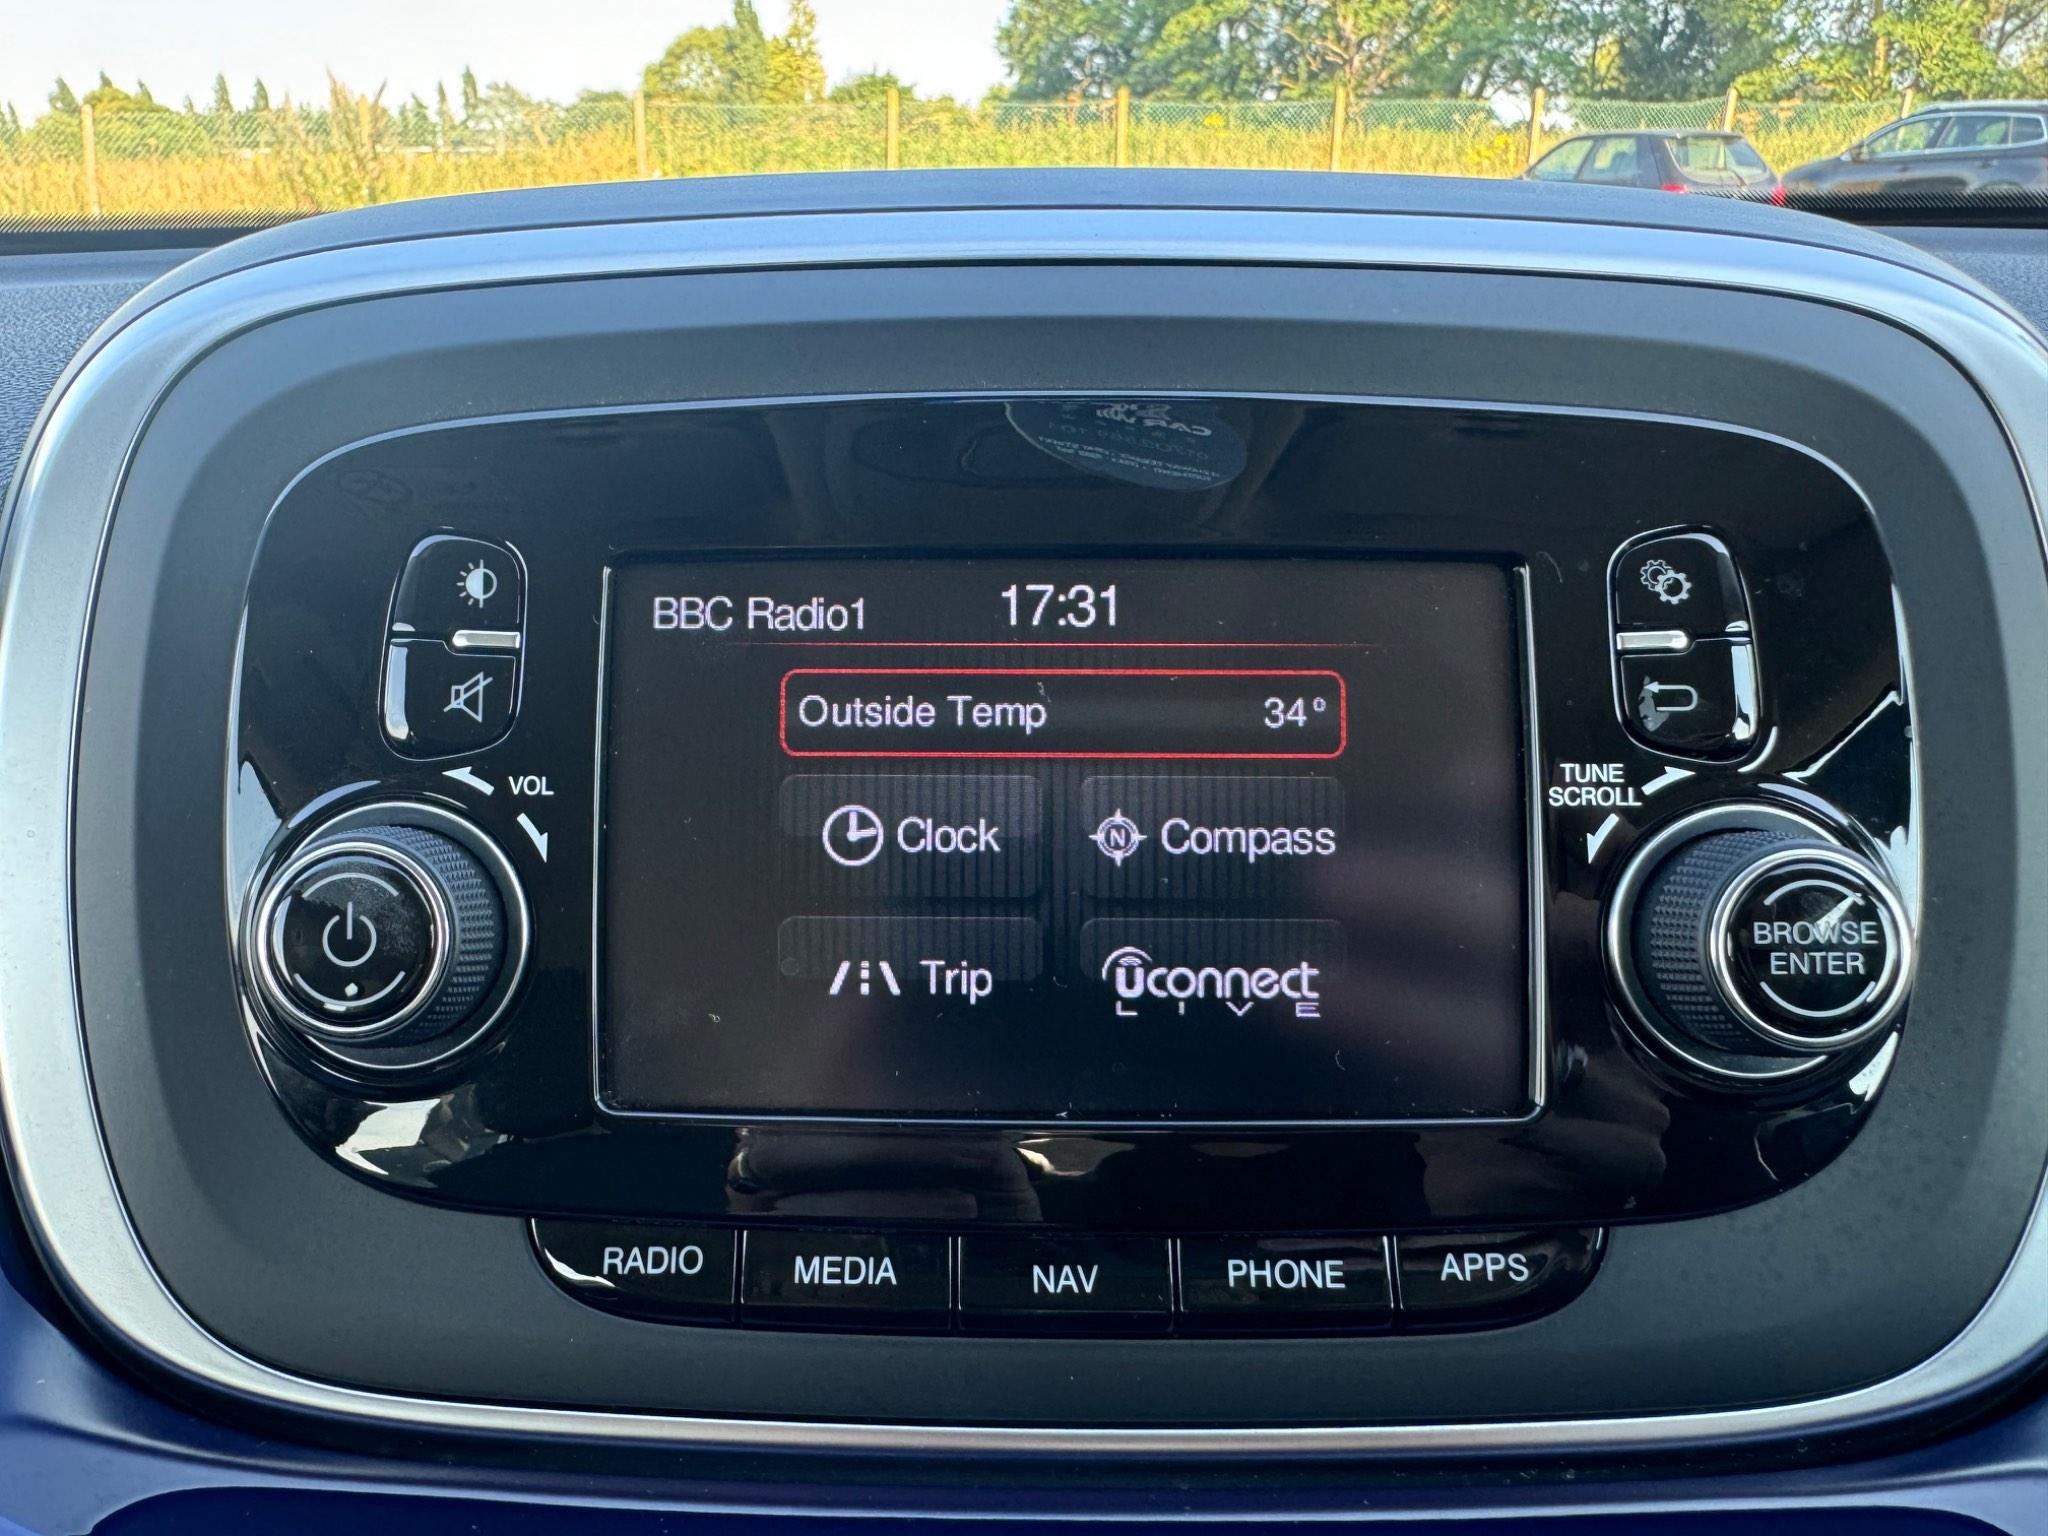 BBC Radio1
17:31
Outside Temp 34°
Clock
Compass
N
Trip
uconnect
LIVE
VOL
TUNE
SCROLL
BROWSE
ENTER
RADIO
MEDIA
NAV
PHONE
APPS